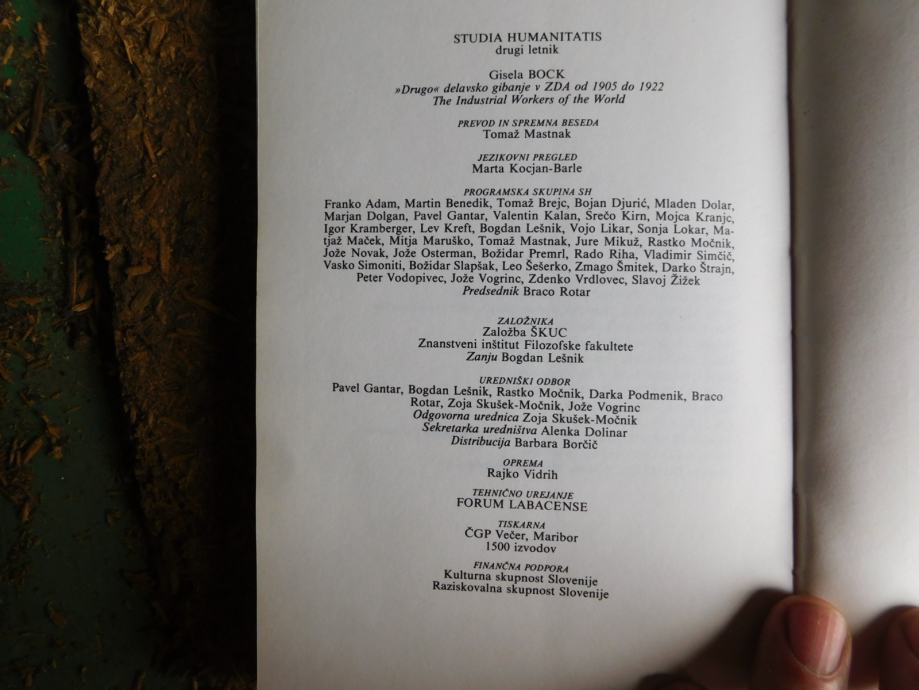 STUDIA HUMANITATIS
drugi letnik
Gisela BOCK
»Drugo« delavsko gibanje v ZDA od 1905 do 1922
The Industrial Workers of the World
PREVOD IN SPREMNA BESEDA
Tomaž Mastnak
JEZIKOVNI PREGLED
Marta Kocjan-Barle
PROGRAMSKA SKUPINA SH
Franko Adam, Martin Benedik, Tomaž Brejc, Bojan Djurić, Mladen Dolar,
Marjan Dolgan, Pavel Gantar, Valentin Kalan, Srečo Kirn, Mojca Kranjc,
Igor Kramberger, Lev Kreft, Bogdan Lešnik, Vojo Likar, Sonja Lokar, Ma-
tjaž Maček, Mitja Maruško, Tomaž Mastnak, Jure Mikuž, Rastko Močnik,
Jože Novak, Jože Osterman, Božidar Premrl, Rado Riha, Vladimir Simčič,
Vasko Simoniti, Božidar Slapšak, Leo Šešerko, Zmago Šmitek, Darko Štrajn,
Peter Vodopivec, Jože Vogrinc, Zdenko Vrdlovec, Slavoj Žižek
Predsednik Braco Rotar
ZALOŽNIKA
Založba ŠKUC
Znanstveni inštitut Filozofske fakultete
Zanju Bogdan Lešnik
UREDNIŠKI ODBOR
Pavel Gantar, Bogdan Lešnik, Rastko Močnik, Darka Podmenik, Braco
Rotar, Zoja Skušek-Močnik, Jože Vogrinc
Odgovorna urednica Zoja Skušek-Močnik
Sekretarka uredništva Alenka Dolinar
Distribucija Barbara Borčič
OPREMA
Rajko Vidrih
TEHNIČNO UREJANJE
FORUM LABACENSE
TISKARNA
ČGP Večer, Maribor
1500 izvodov
FINANČNA PODPORA
Kulturna skupnost Slovenije
Raziskovalna skupnost Slovenije